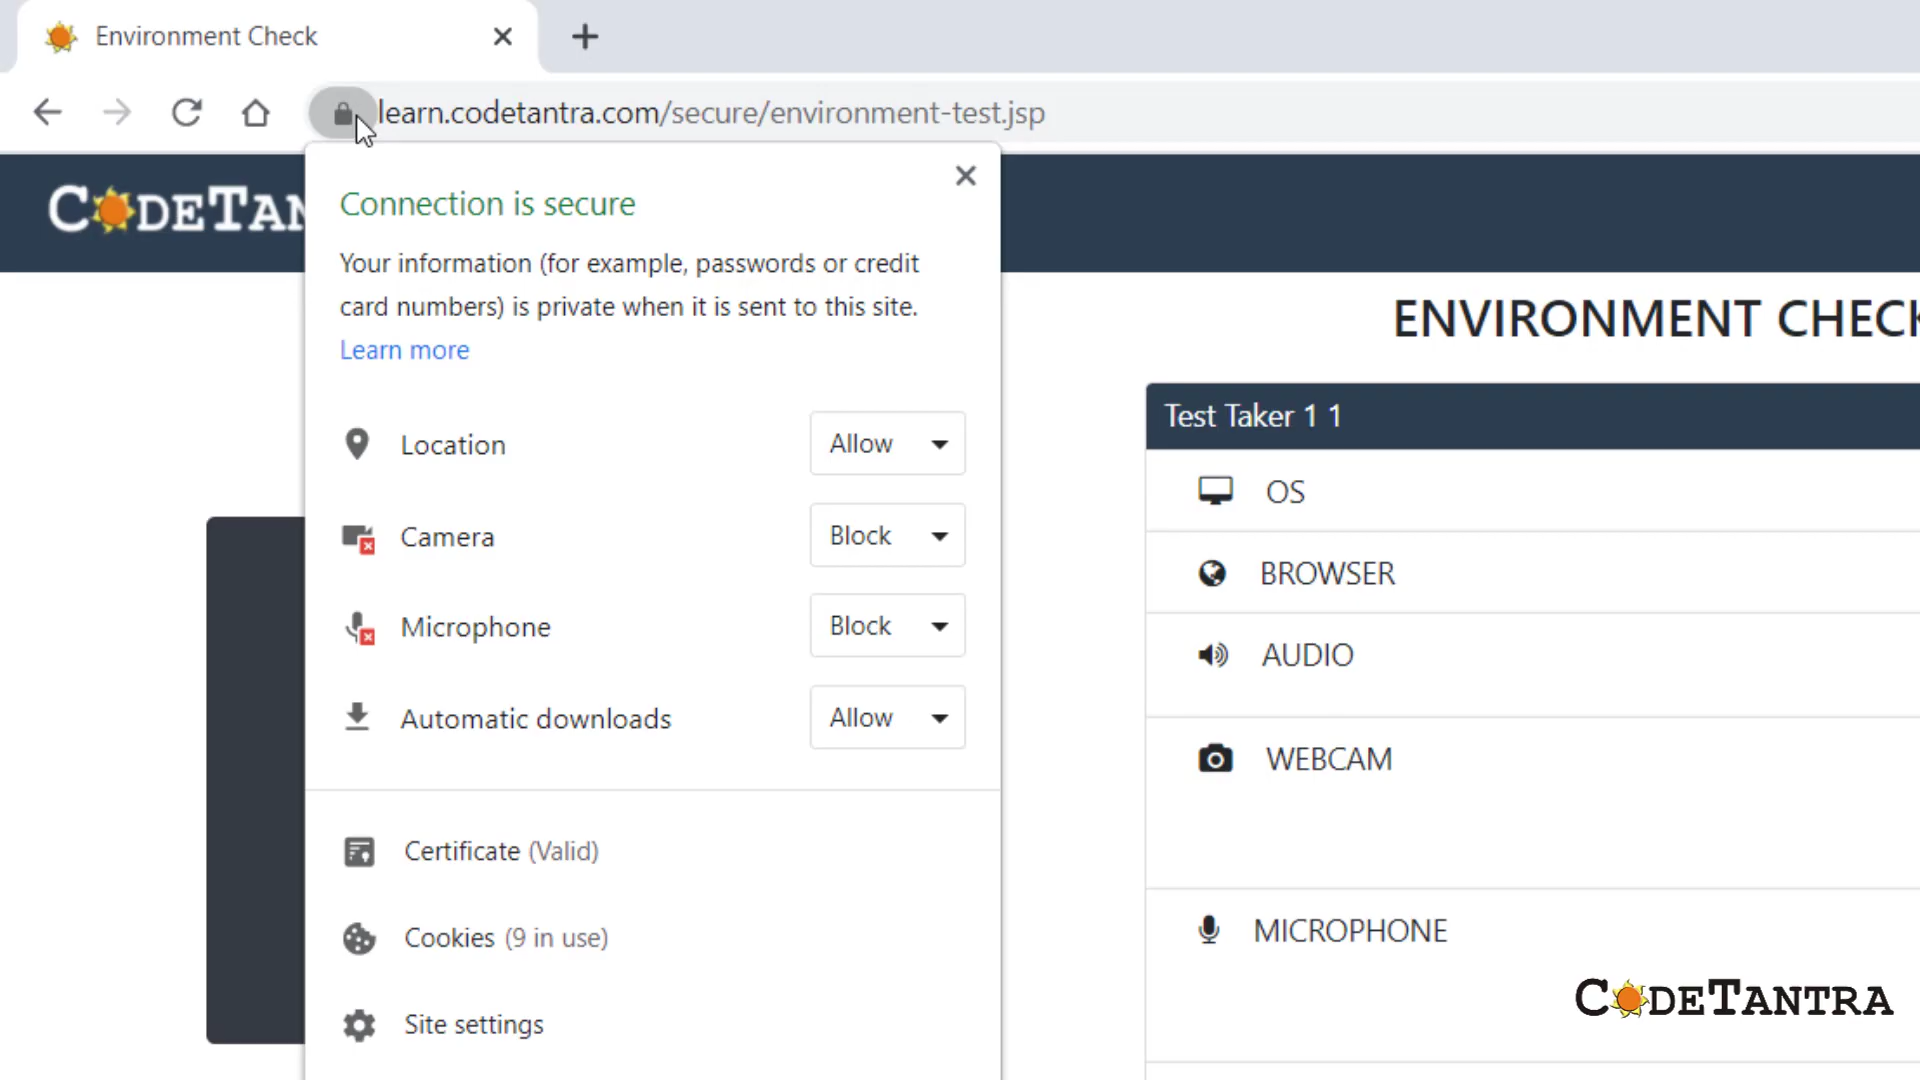 Environment Check
learn.codetantra.com/secure/environment-test.jsp
CODETAN
Connection is secure
Your information (for example, passwords or credit
card numbers) is private when it is sent to this site.
Learn more
Location Allow
Camera Block
Microphone Block
Automatic downloads Allow
Certificate (Valid)
Cookies (9 in use)
Site settings
ENVIRONMENT CHECK
Test Taker 1 1
OS
BROWSER
AUDIO
WEBCAM
MICROPHONE
CODETANTRA